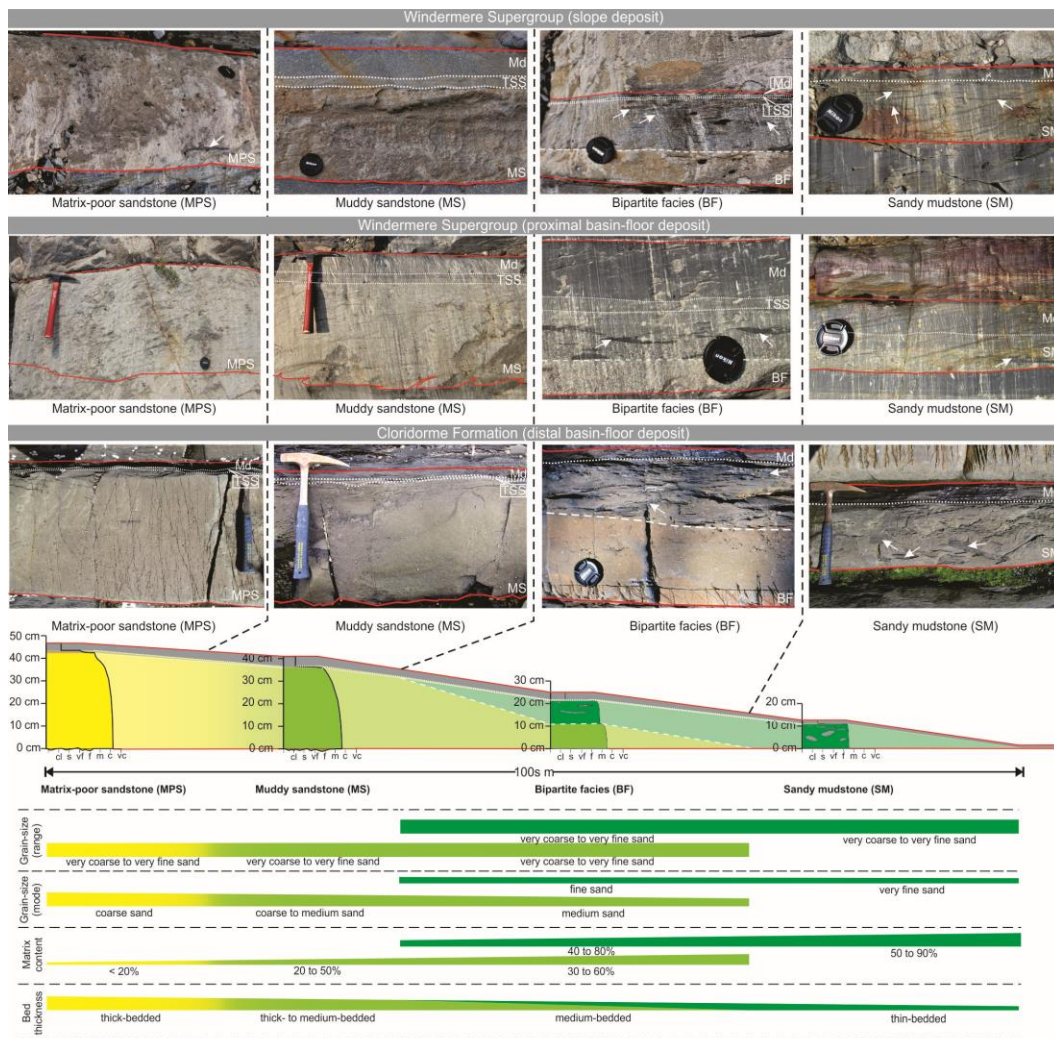 Windermere Supergroup (slope deposit)
Md
TSS
Md
TSS
Md
MPS
MS
BF
SM
Matrix-poor sandstone (MPS)
Muddy sandstone (MS)
Bipartite facies (BF)
Sandy mudstone (SM)
Windermere Supergroup (proximal basin-floor deposit)
Md
TSS
Md
TSS
Md
MPS
MS
BF
SM
Matrix-poor sandstone (MPS)
Muddy sandstone (MS)
Bipartite facies (BF)
Sandy mudstone (SM)
Cloridorme Formation (distal basin-floor deposit)
Md
TSS
Md
TSS
Md
Md
MPS
MS
BF
SM
Matrix-poor sandstone (MPS)
Muddy sandstone (MS)
Bipartite facies (BF)
Sandy mudstone (SM)
50 cm
40 cm
30 cm
20 cm
10 cm
0 cm
cl s vf f m c vc
40 cm
30 cm
20 cm
10 cm
0 cm
cl s vf f m c vc
30 cm
20 cm
10 cm
0 cm
cl s vf f m c vc
20 cm
10 cm
0 cm
cl s vf f m c vc
100s m
Matrix-poor sandstone (MPS)
Muddy sandstone (MS)
Bipartite facies (BF)
Sandy mudstone (SM)
Grain-size
(range)
very coarse to very fine sand
very coarse to very fine sand
very coarse to very fine sand
very coarse to very fine sand
very coarse to very fine sand
Grain-size
(mode)
fine sand
very fine sand
coarse sand
coarse to medium sand
medium sand
Matrix
content
40 to 80%
50 to 90%
< 20%
20 to 50%
30 to 60%
Bed
thickness
thick-bedded
thick- to medium-bedded
medium-bedded
thin-bedded